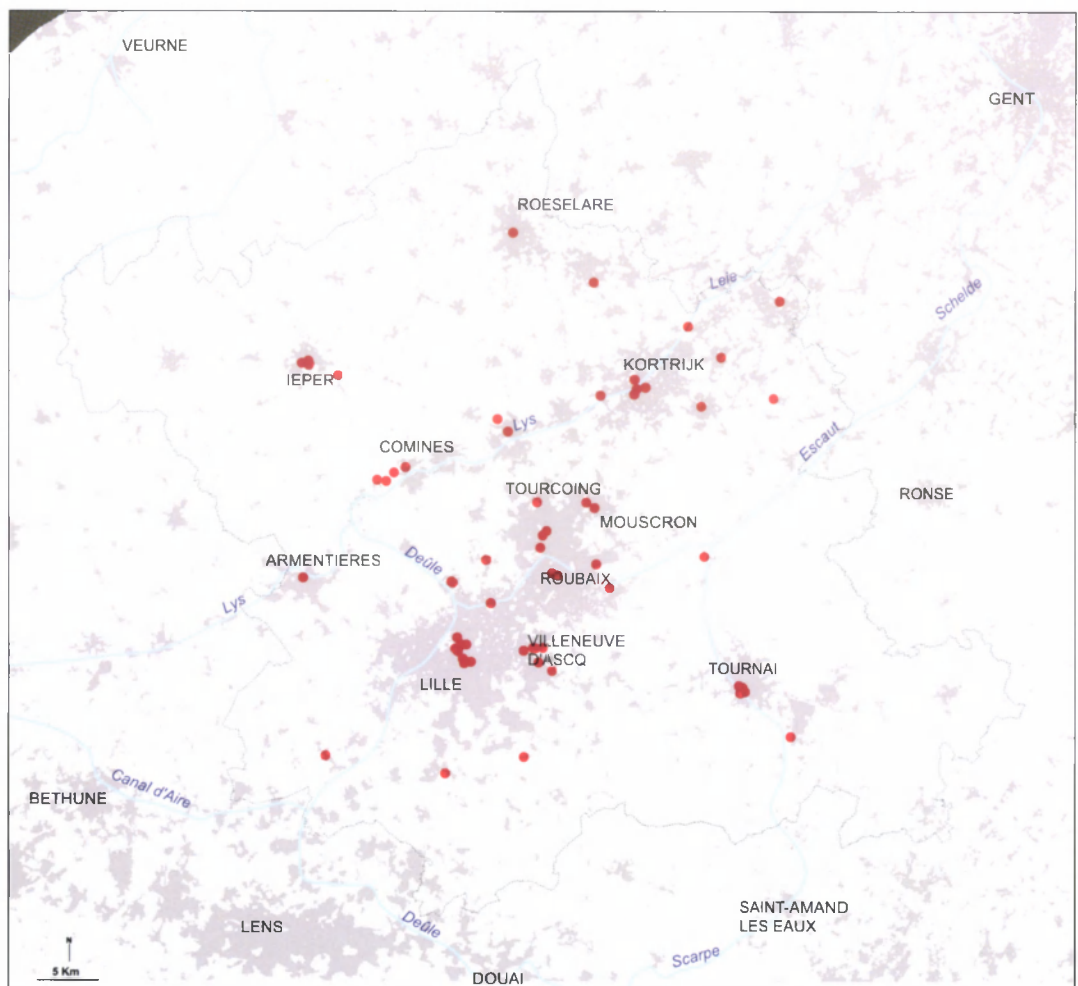 VEURNE
GENT
ROESELARE
Leie
Schelde
KORTRIJK
IEPER
Lys
Escaut
COMINES
TOURCOING
RONSE
MOUSCRON
Deûle
ARMENTIERES
ROUBAIX
Lys
VILLENEUVE
D'ASCQ
TOURNAI
LILLE
Canal d'Aire
BETHUNE
SAINT-AMAND
LES EAUX
LENS
Deûle
Scarpe
N
5 Km
DOUAI